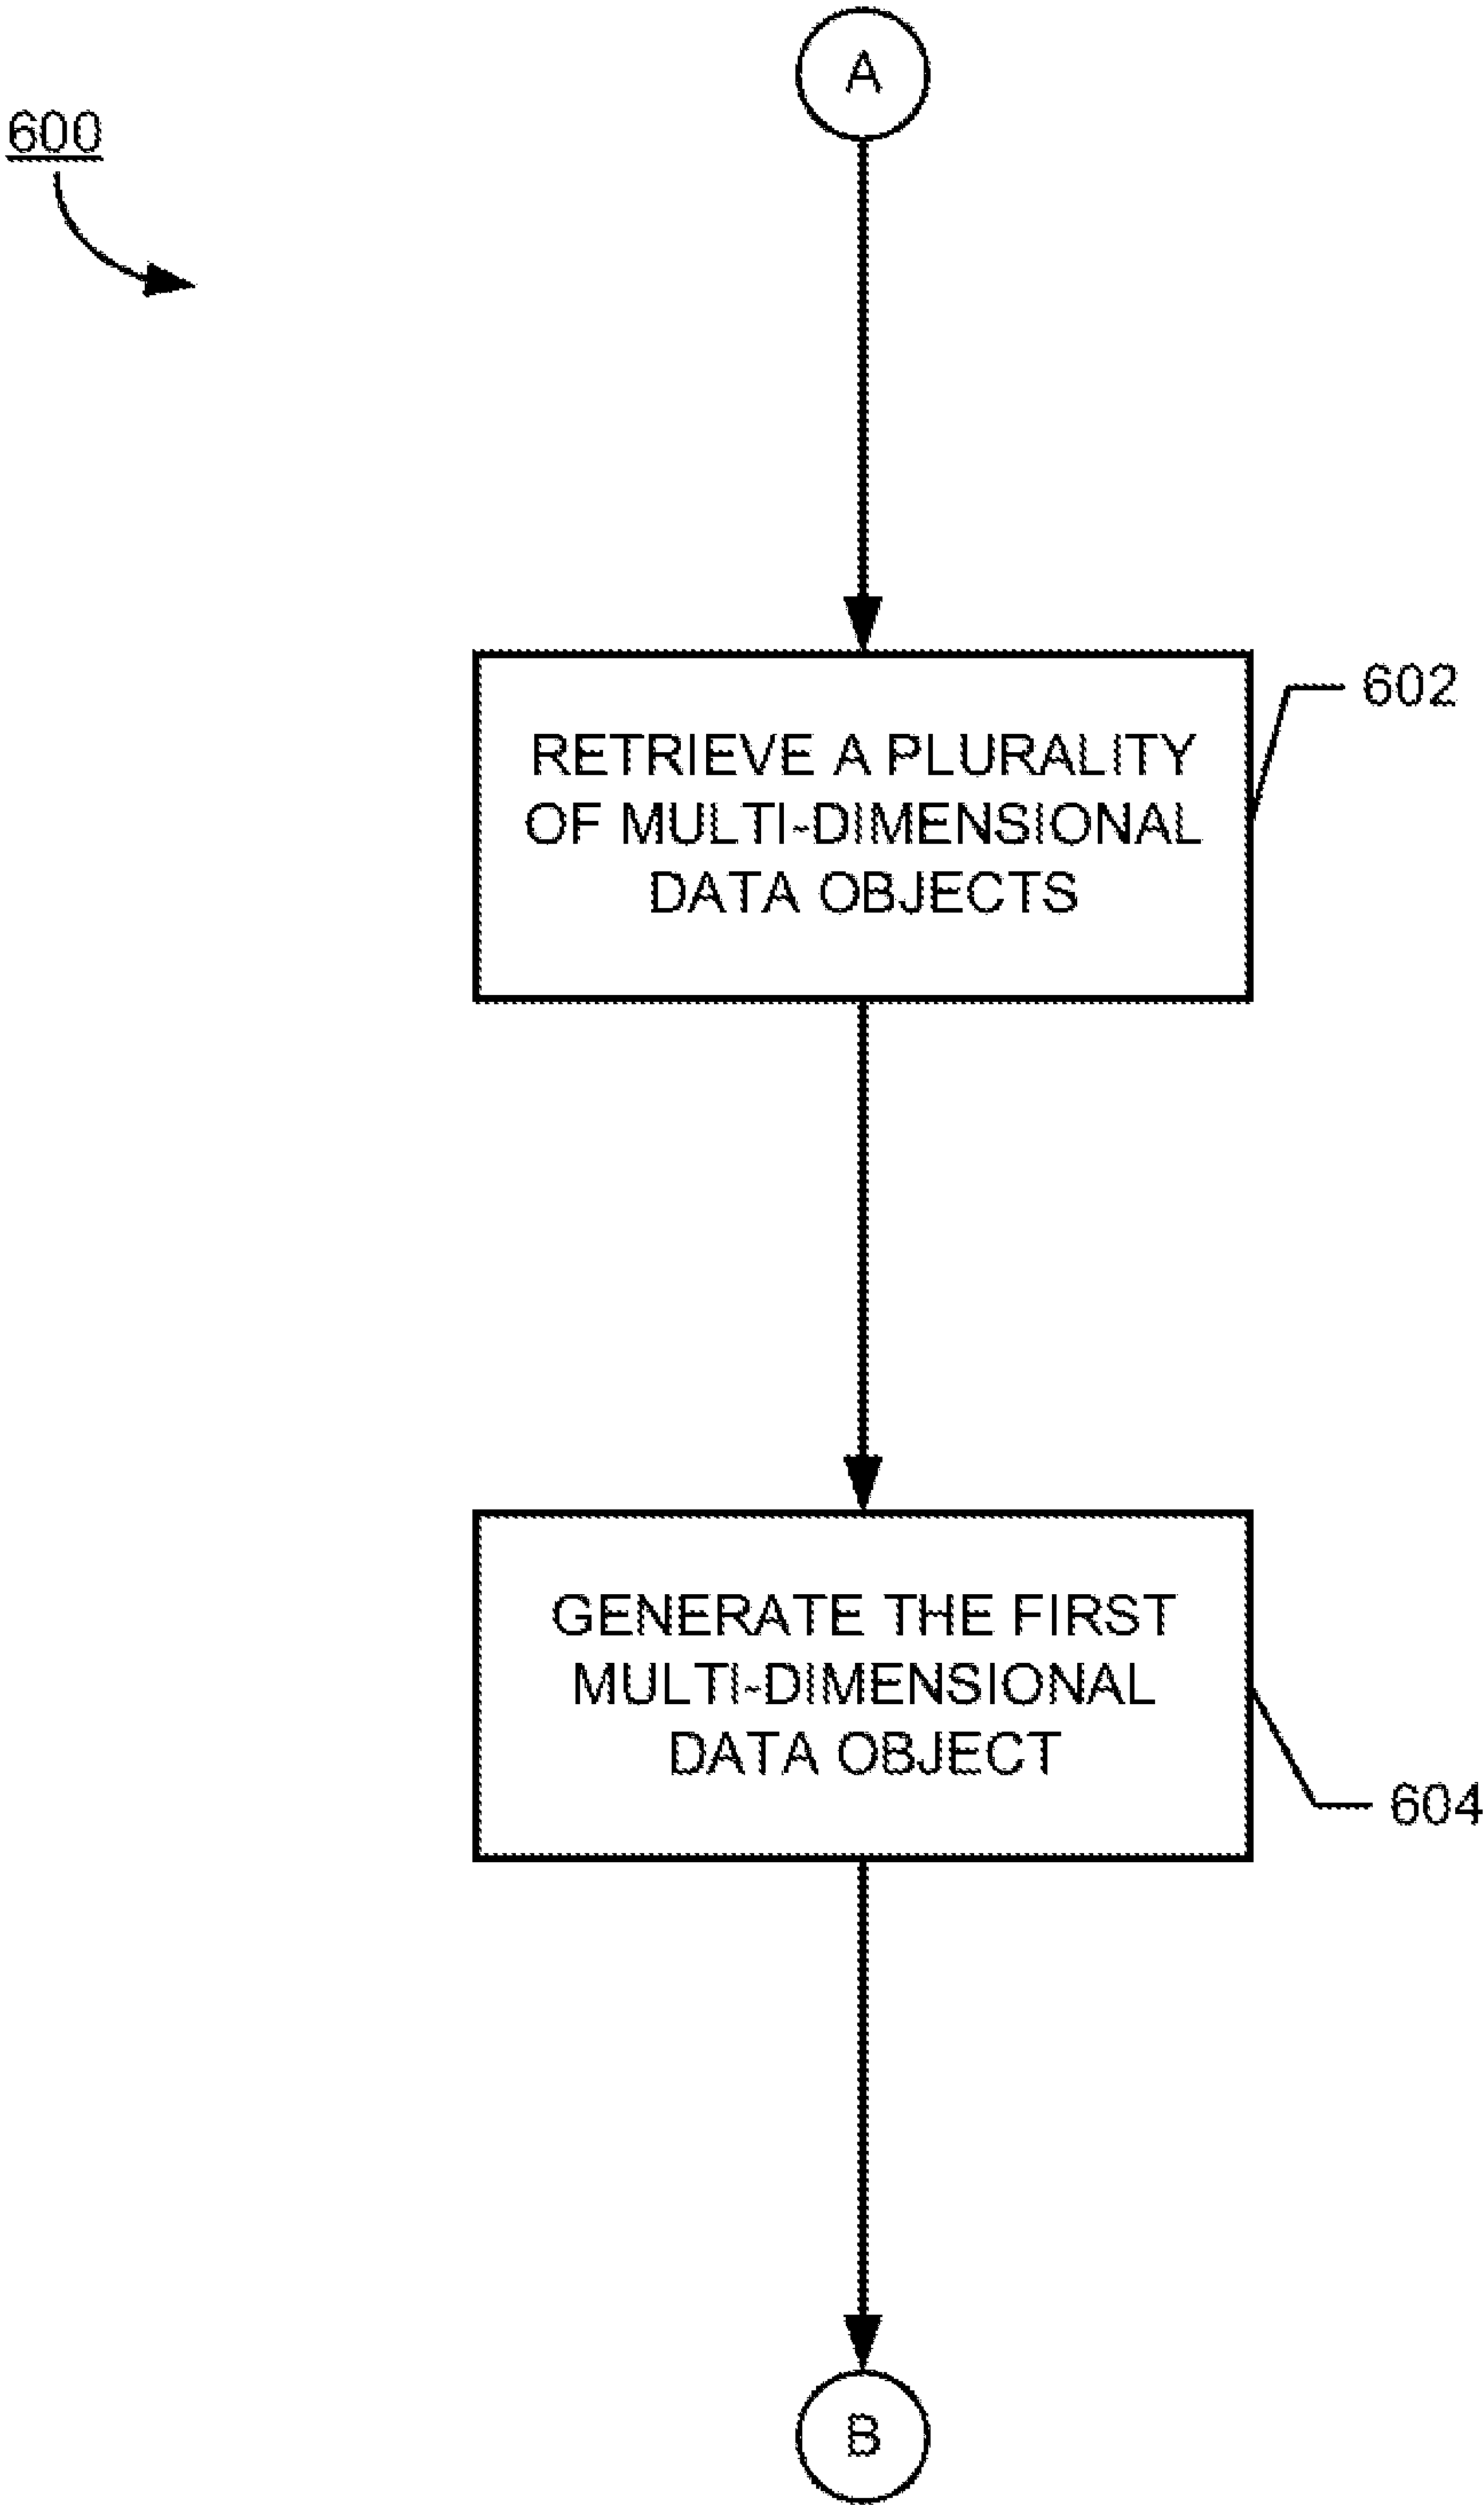 A
600
602
RETRIEVE A PLURALITY
OF MULTI-DIMENSIONAL
DATA OBJECTS
GENERATE THE FIRST
MULTI-DIMENSIONAL
DATA OBJECT
604
B